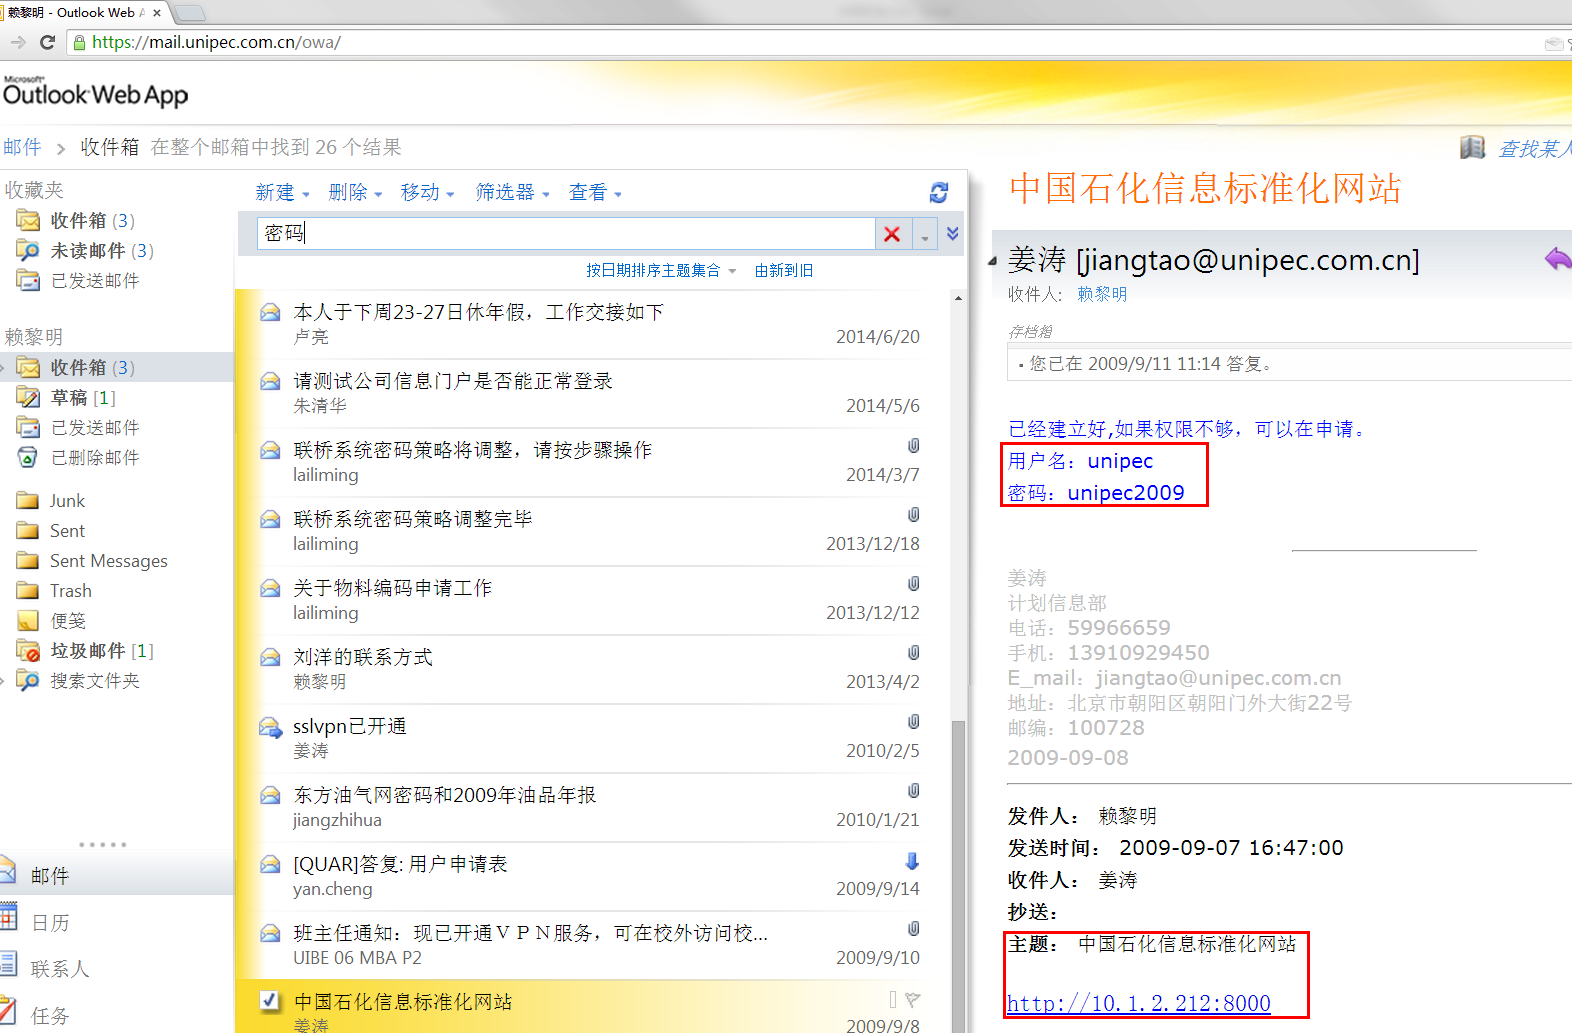 赖黎明 - Outlook Web A
https://mail.unipec.com.cn/owa/
Microsoft
Outlook Web App
邮件 > 收件箱 在整个邮箱中找到 26 个结果
查找某人
收藏夹
收件箱 (3)
未读邮件 (3)
已发送邮件
赖黎明
收件箱 (3)
草稿 [1]
已发送邮件
已删除邮件
Junk
Sent
Sent Messages
Trash
便笺
垃圾邮件 [1]
搜索文件夹
邮件
日历
联系人
任务
新建 删除 移动 筛选器 查看
密码
按日期排序主题集合 由新到旧
本人于下周23-27日休年假，工作交接如下
卢亮 2014/6/20
请测试公司信息门户是否能正常登录
朱清华 2014/5/6
联桥系统密码策略将调整，请按步骤操作
lailiming 2014/3/7
联桥系统密码策略调整完毕
lailiming 2013/12/18
关于物料编码申请工作
lailiming 2013/12/12
刘洋的联系方式
赖黎明 2013/4/2
sslvpn已开通
姜涛 2010/2/5
东方油气网密码和2009年油品年报
jiangzhihua 2010/1/21
[QUAR]答复: 用户申请表
yan.cheng 2009/9/14
班主任通知：现已开通ＶＰＮ服务，可在校外访问校...
UIBE 06 MBA P2 2009/9/10
中国石化信息标准化网站
姜涛 2009/9/8
中国石化信息标准化网站
姜涛 [jiangtao@unipec.com.cn]
收件人: 赖黎明
存档箱
• 您已在 2009/9/11 11:14 答复。
已经建立好,如果权限不够，可以在申请。
用户名：unipec
密码：unipec2009
姜涛
计划信息部
电话：59966659
手机：13910929450
E_mail：jiangtao@unipec.com.cn
地址：北京市朝阳区朝阳门外大街22号
邮编：100728
2009-09-08
发件人： 赖黎明
发送时间： 2009-09-07 16:47:00
收件人： 姜涛
抄送：
主题： 中国石化信息标准化网站
http://10.1.2.212:8000